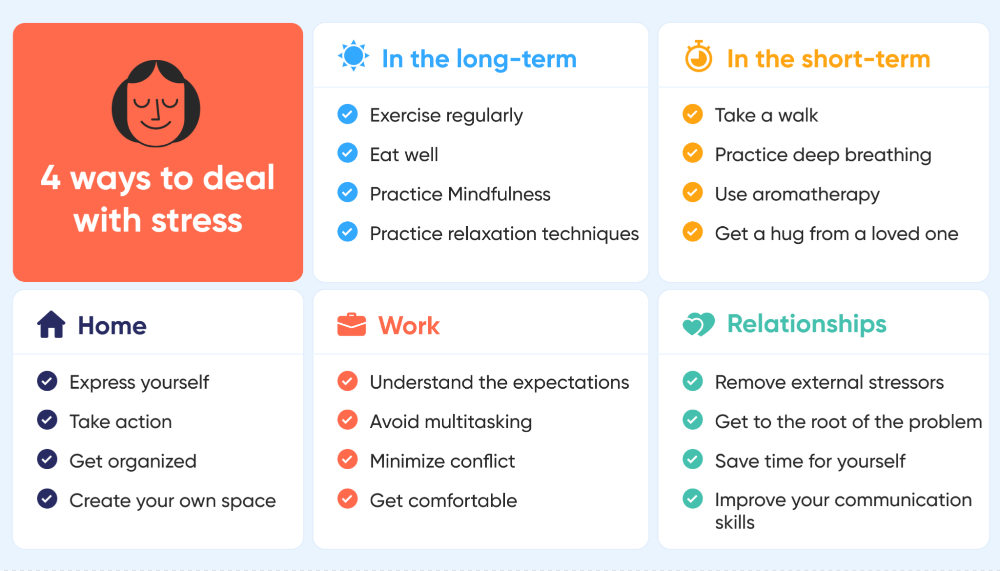 4 ways to deal
with stress
In the long-term
Exercise regularly
Eat well
Practice Mindfulness
Practice relaxation techniques
In the short-term
Take a walk
Practice deep breathing
Use aromatherapy
Get a hug from a loved one
Home
Express yourself
Take action
Get organized
Create your own space
Work
Understand the expectations
Avoid multitasking
Minimize conflict
Get comfortable
Relationships
Remove external stressors
Get to the root of the problem
Save time for yourself
Improve your communication
skills